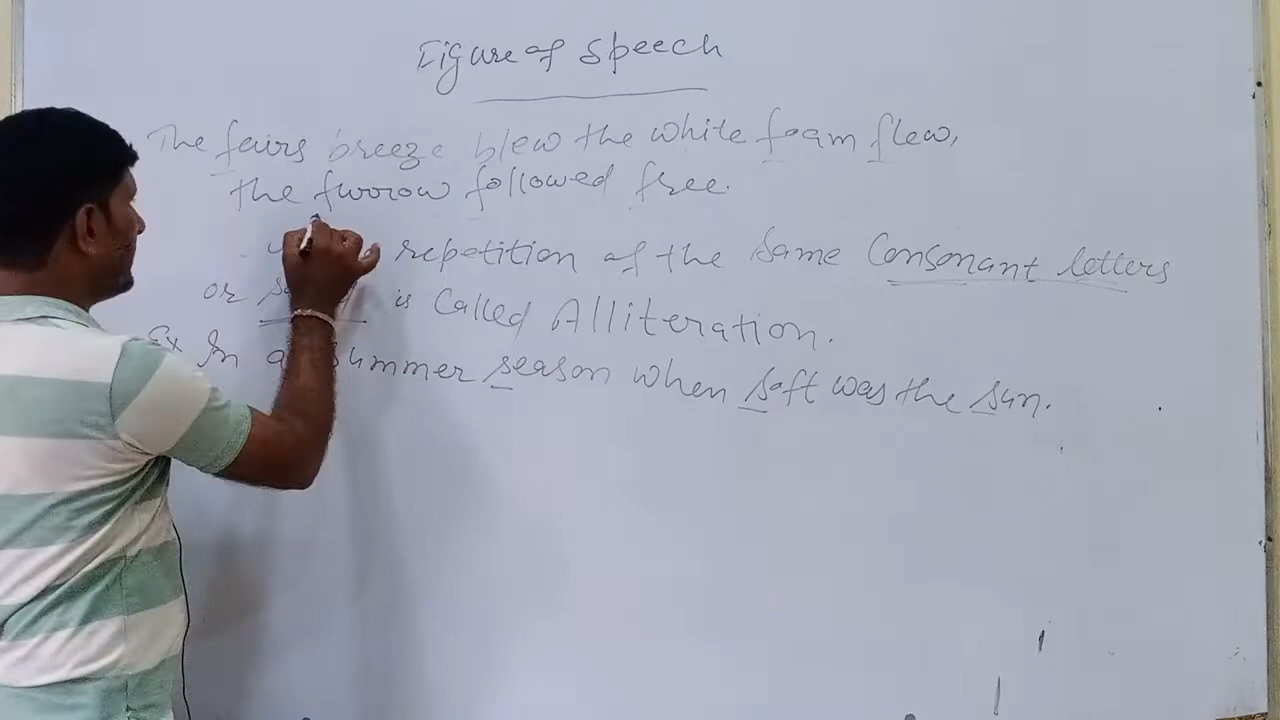 Figure of Speech
The fairs breeze blew the white foam flew,
the furrow followed free.
repetition of the same Consonant letters
or is Called Alliteration.
Ex In a summer season when soft was the sun.